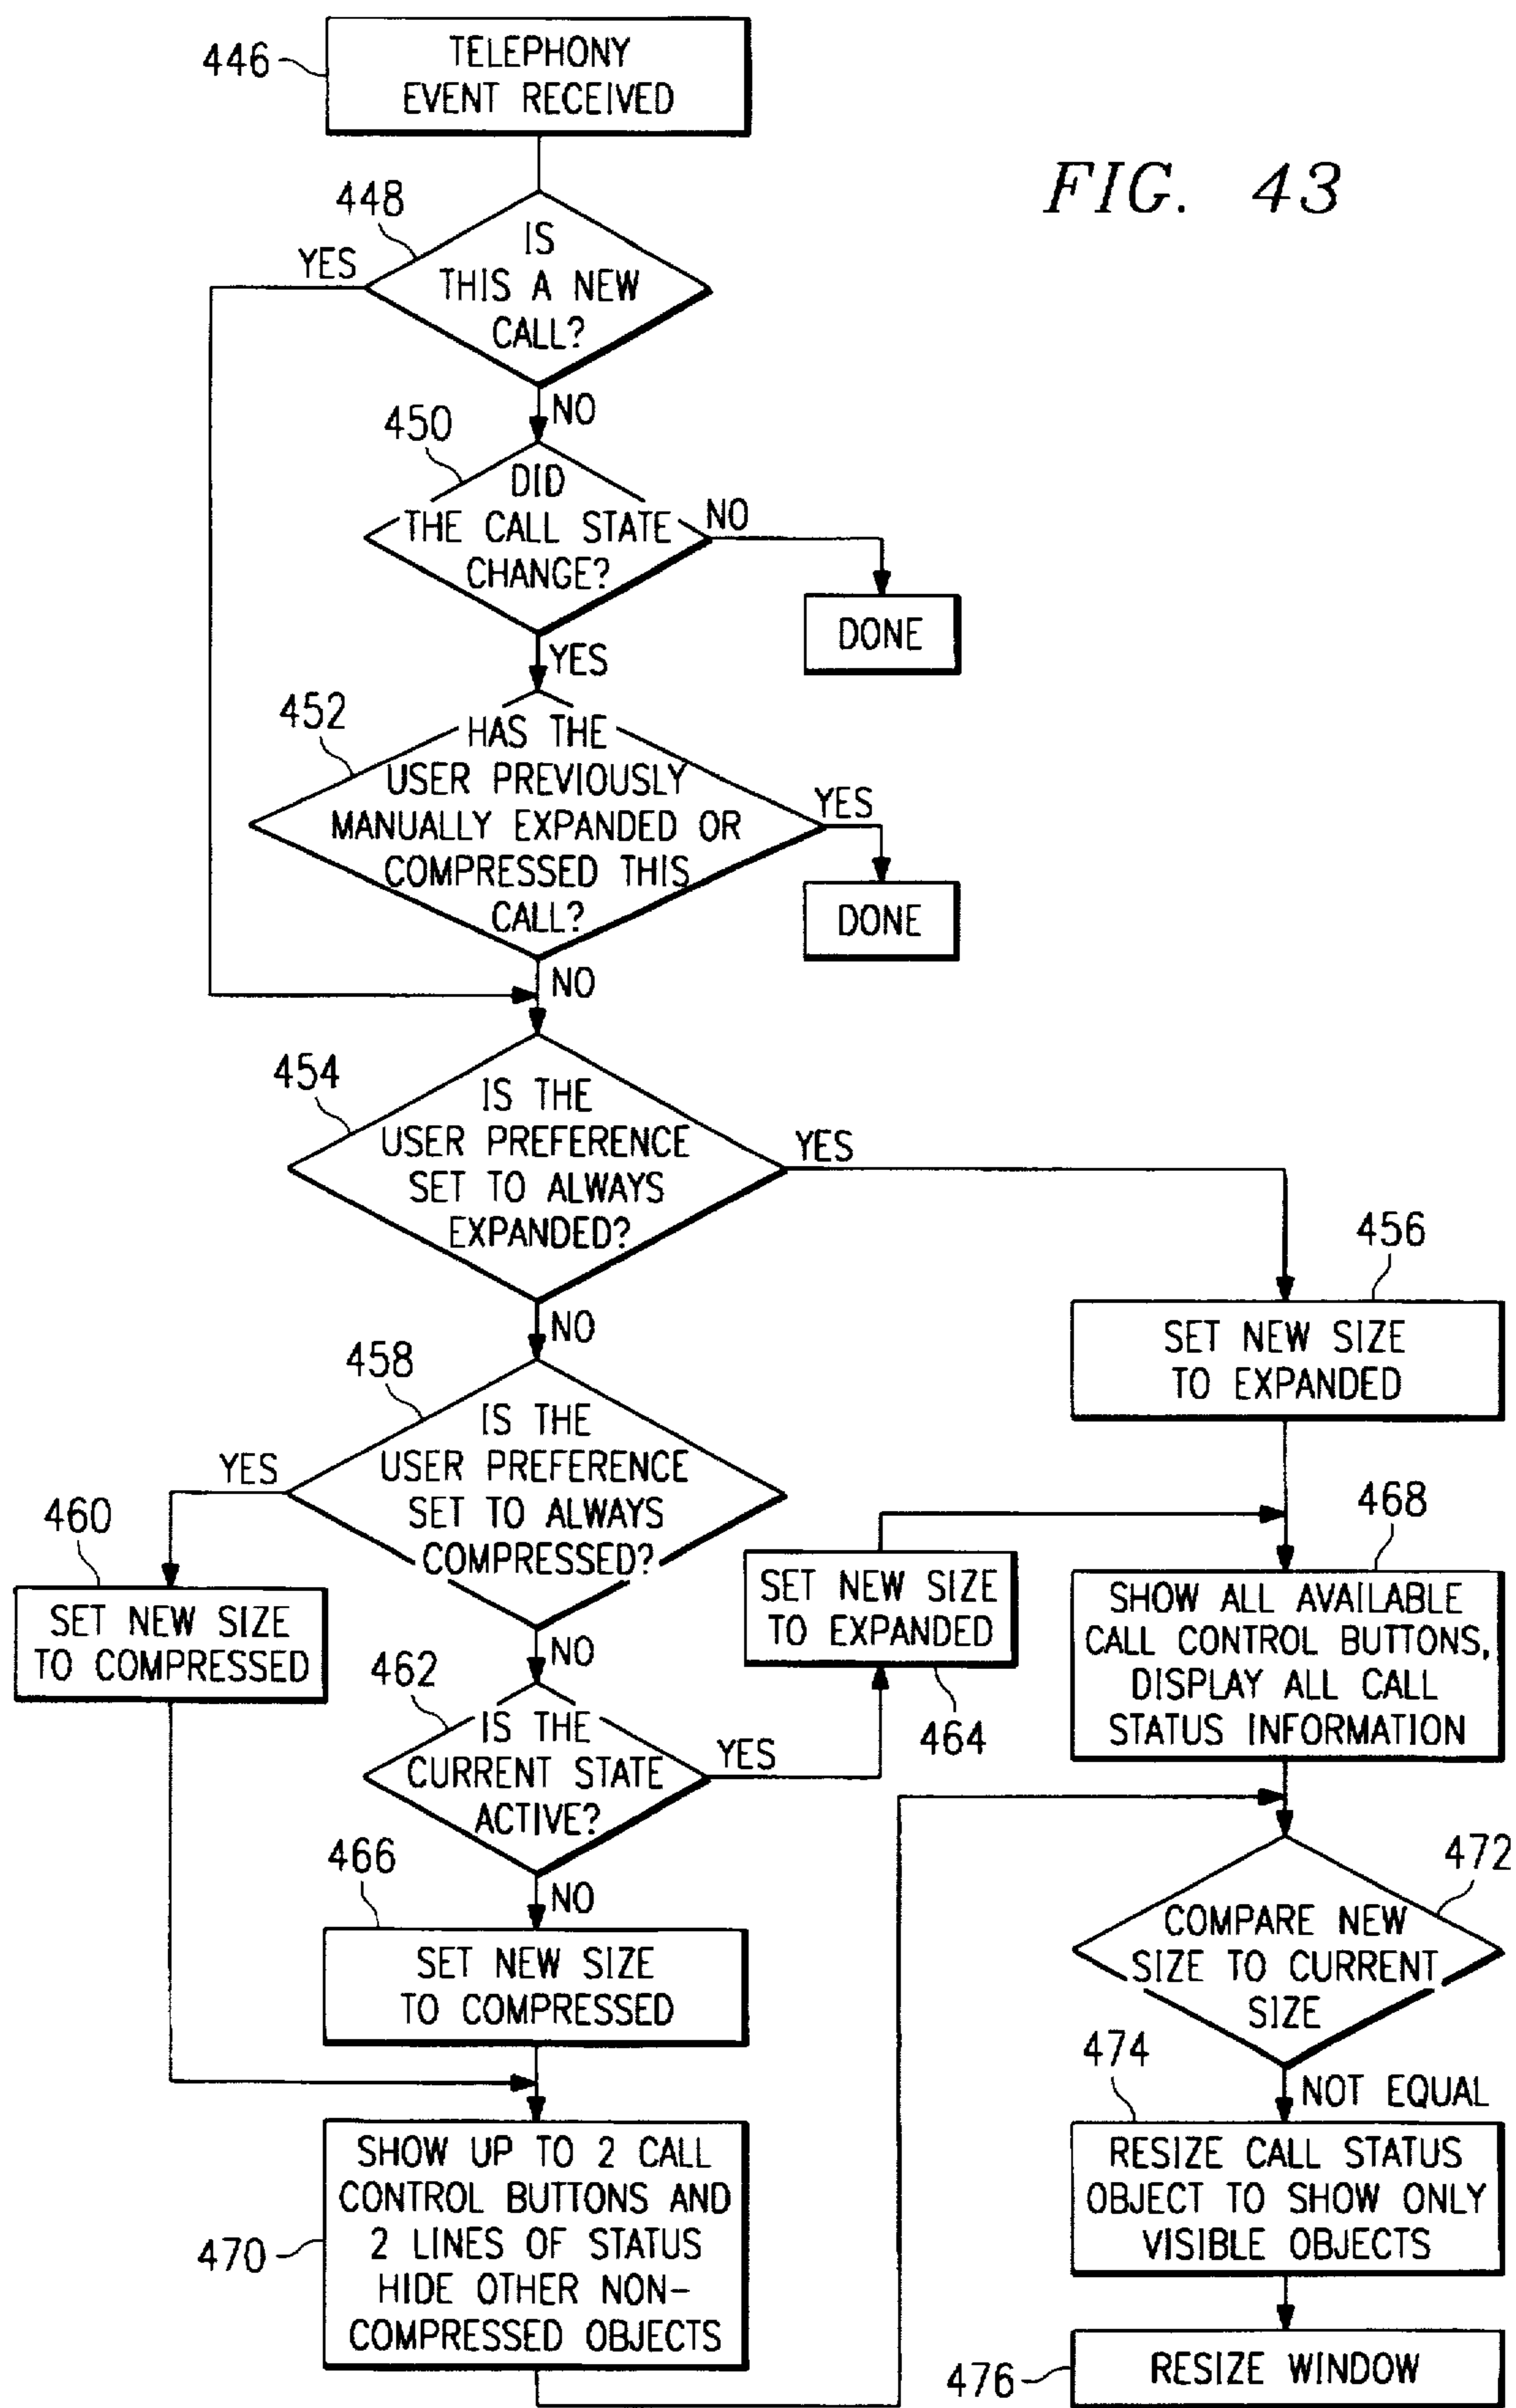 446
TELEPHONY
EVENT RECEIVED
FIG. 43
448
YES
IS
THIS A NEW
CALL?
NO
450
DID
THE CALL STATE
CHANGE?
NO
DONE
YES
452
HAS THE
USER PREVIOUSLY
MANUALLY EXPANDED OR
COMPRESSED THIS
CALL?
YES
DONE
NO
454
IS THE
USER PREFERENCE
SET TO ALWAYS
EXPANDED?
YES
456
SET NEW SIZE
TO EXPANDED
NO
458
IS THE
USER PREFERENCE
SET TO ALWAYS
COMPRESSED?
YES
460
SET NEW SIZE
TO COMPRESSED
NO
462
IS THE
CURRENT STATE
ACTIVE?
YES
SET NEW SIZE
TO EXPANDED
464
468
SHOW ALL AVAILABLE
CALL CONTROL BUTTONS,
DISPLAY ALL CALL
STATUS INFORMATION
466
NO
SET NEW SIZE
TO COMPRESSED
472
COMPARE NEW
SIZE TO CURRENT
SIZE
NOT EQUAL
470
SHOW UP TO 2 CALL
CONTROL BUTTONS AND
2 LINES OF STATUS
HIDE OTHER NON-
COMPRESSED OBJECTS
474
RESIZE CALL STATUS
OBJECT TO SHOW ONLY
VISIBLE OBJECTS
476
RESIZE WINDOW